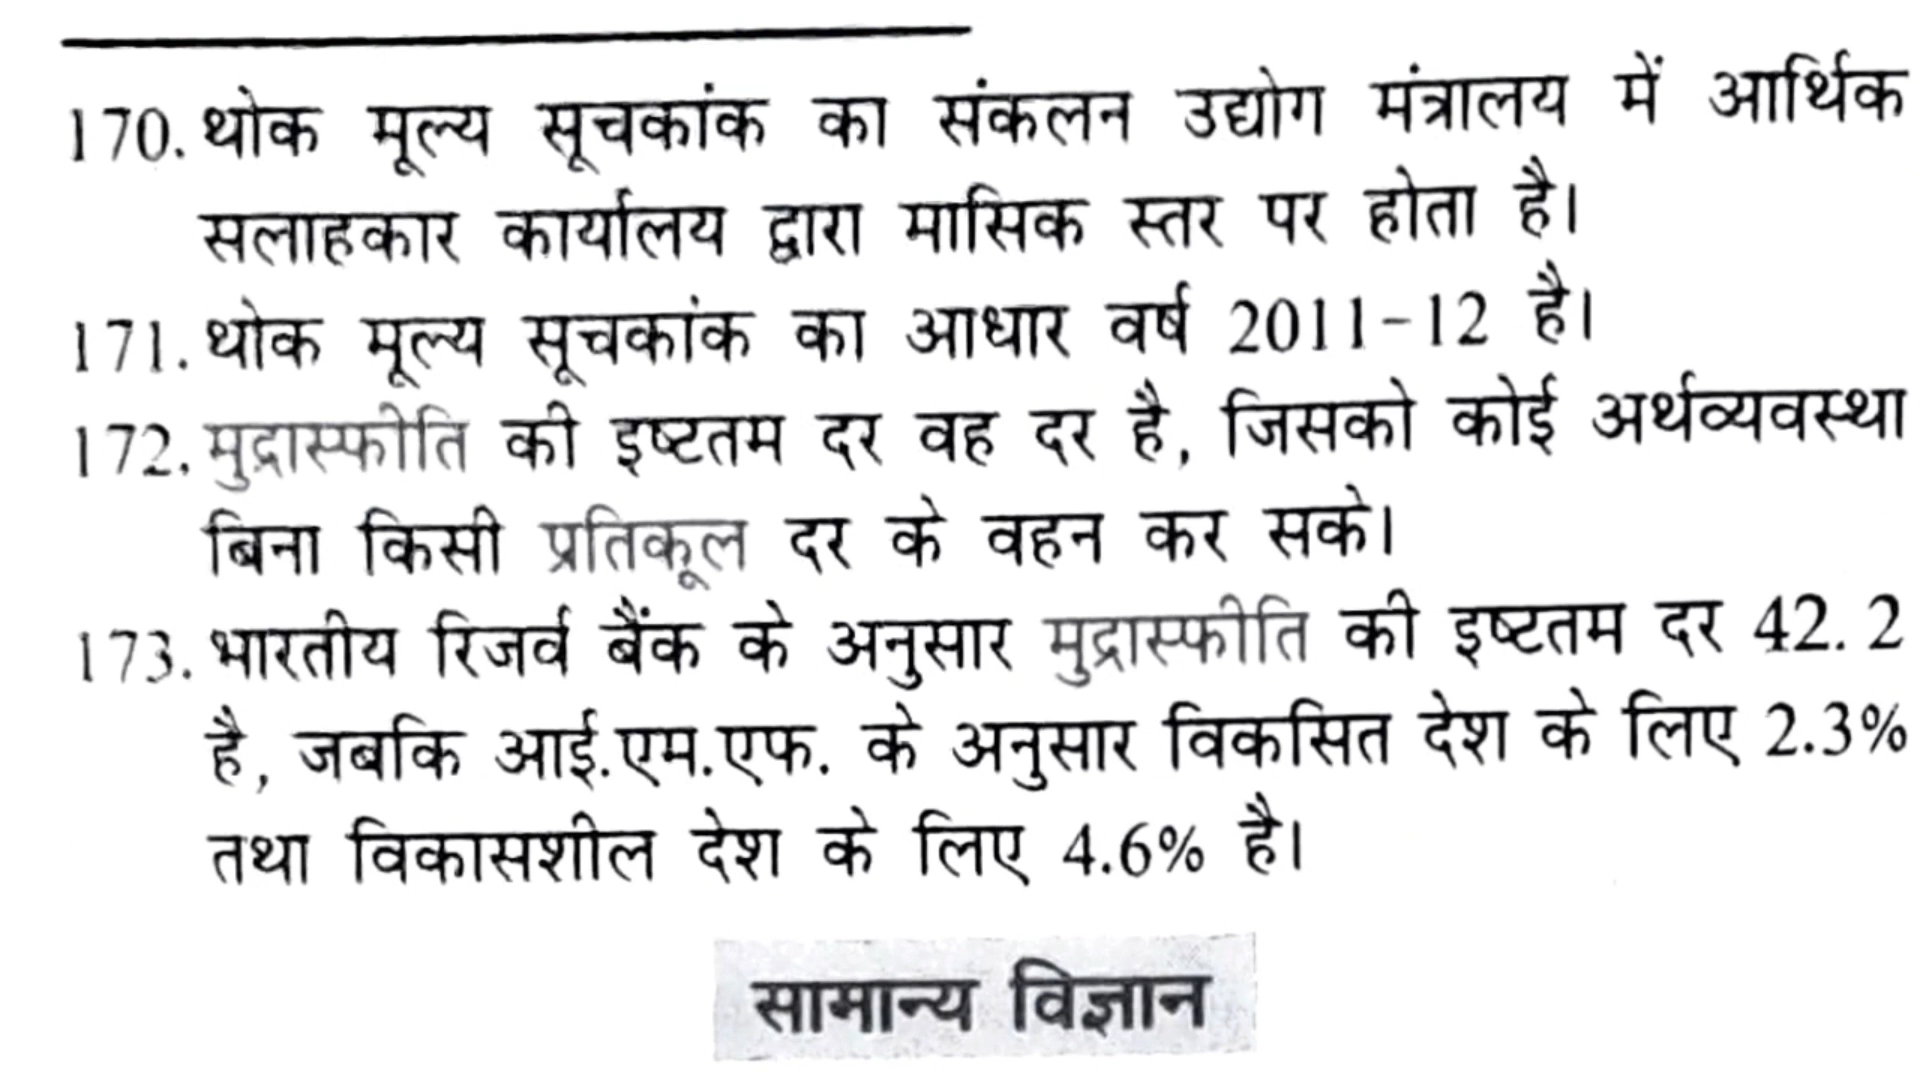 170. थोक मूल्य सूचकांक का संकलन उद्योग मंत्रालय में आर्थिक
सलाहकार कार्यालय द्वारा मासिक स्तर पर होता है।
171. थोक मूल्य सूचकांक का आधार वर्ष 2011-12 है।
172. मुद्रास्फीति की इष्टतम दर वह दर है, जिसको कोई अर्थव्यवस्था
बिना किसी प्रतिकूल दर के वहन कर सके।
173. भारतीय रिजर्व बैंक के अनुसार मुद्रास्फीति की इष्टतम दर 42. 2
है, जबकि आई.एम.एफ. के अनुसार विकसित देश के लिए 2.3%
तथा विकासशील देश के लिए 4.6% है।
सामान्य विज्ञान